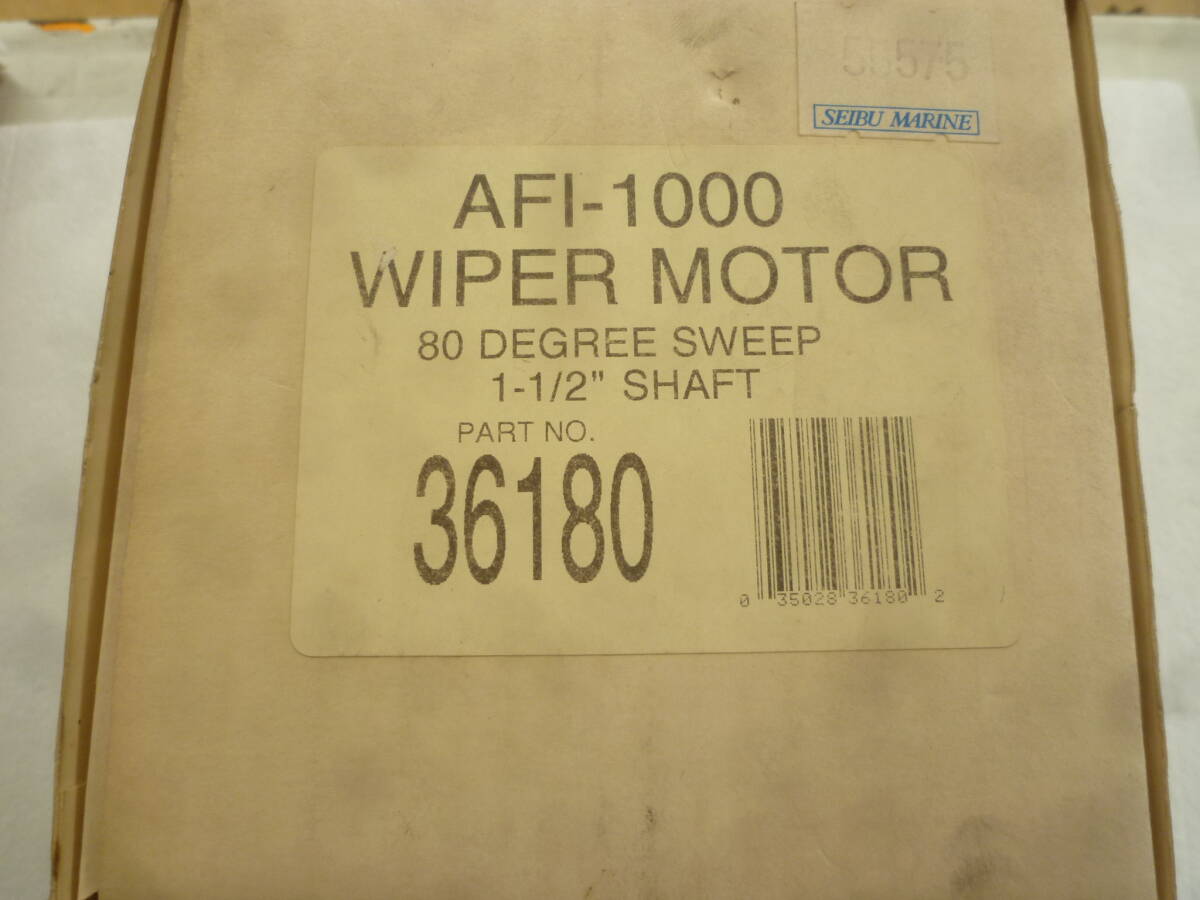 SEIBU MARINE
AFI-1000
WIPER MOTOR
80 DEGREE SWEEP
1-1/2" SHAFT
PART NO.
36180
0 35028 36180 2